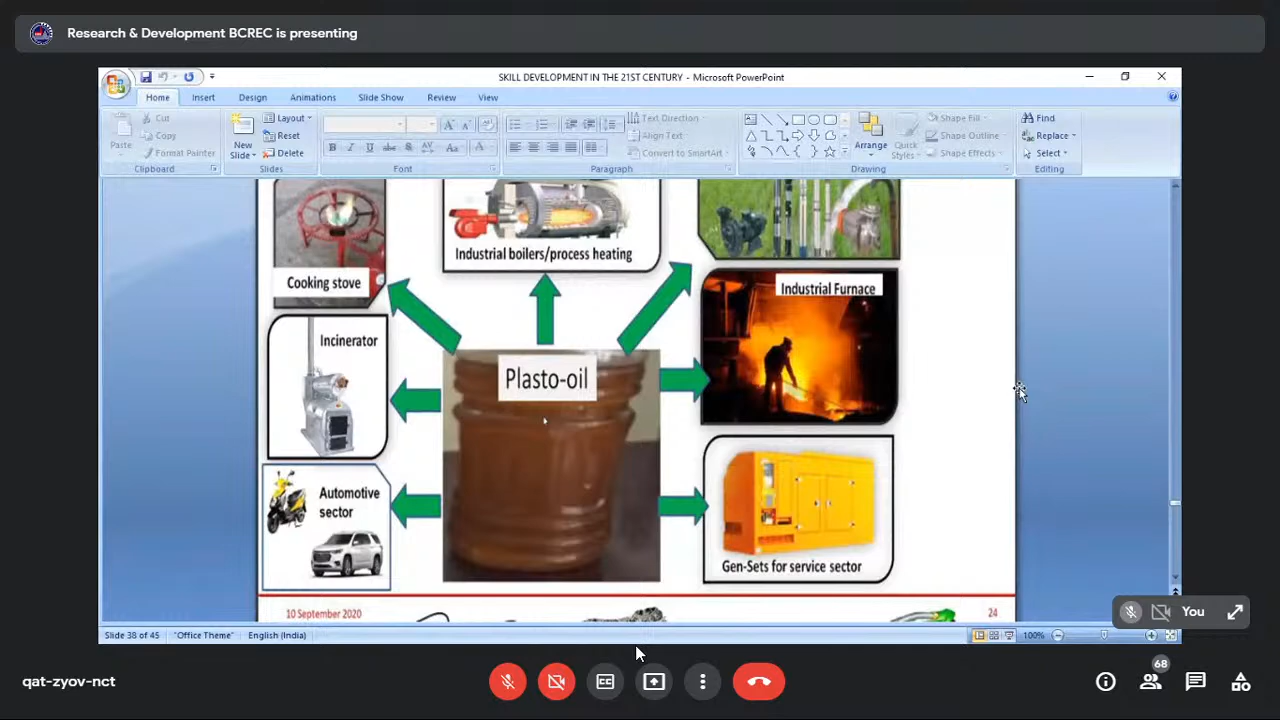 Research & Development BCREC is presenting
SKILL DEVELOPMENT IN THE 21ST CENTURY - Microsoft PowerPoint
Home Insert Design Animations Slide Show Review View
Paste
Cut
Copy
Format Painter
Clipboard
New Slide
Layout
Reset
Delete
Slides
B I U abe S AV Aa A
Font
Text Direction
Align Text
Convert to SmartArt
Paragraph
Arrange
Quick Styles
Shape Fill
Shape Outline
Shape Effects
Drawing
Find
Replace
Select
Editing
Industrial boilers/process heating
Cooking stove
Industrial Furnace
Incinerator
Plasto-oil
Automotive
sector
Gen-Sets for service sector
10 September 2020
24
Slide 38 of 45 "Office Theme" English (India) 100%
You
qat-zyov-nct
CC
68